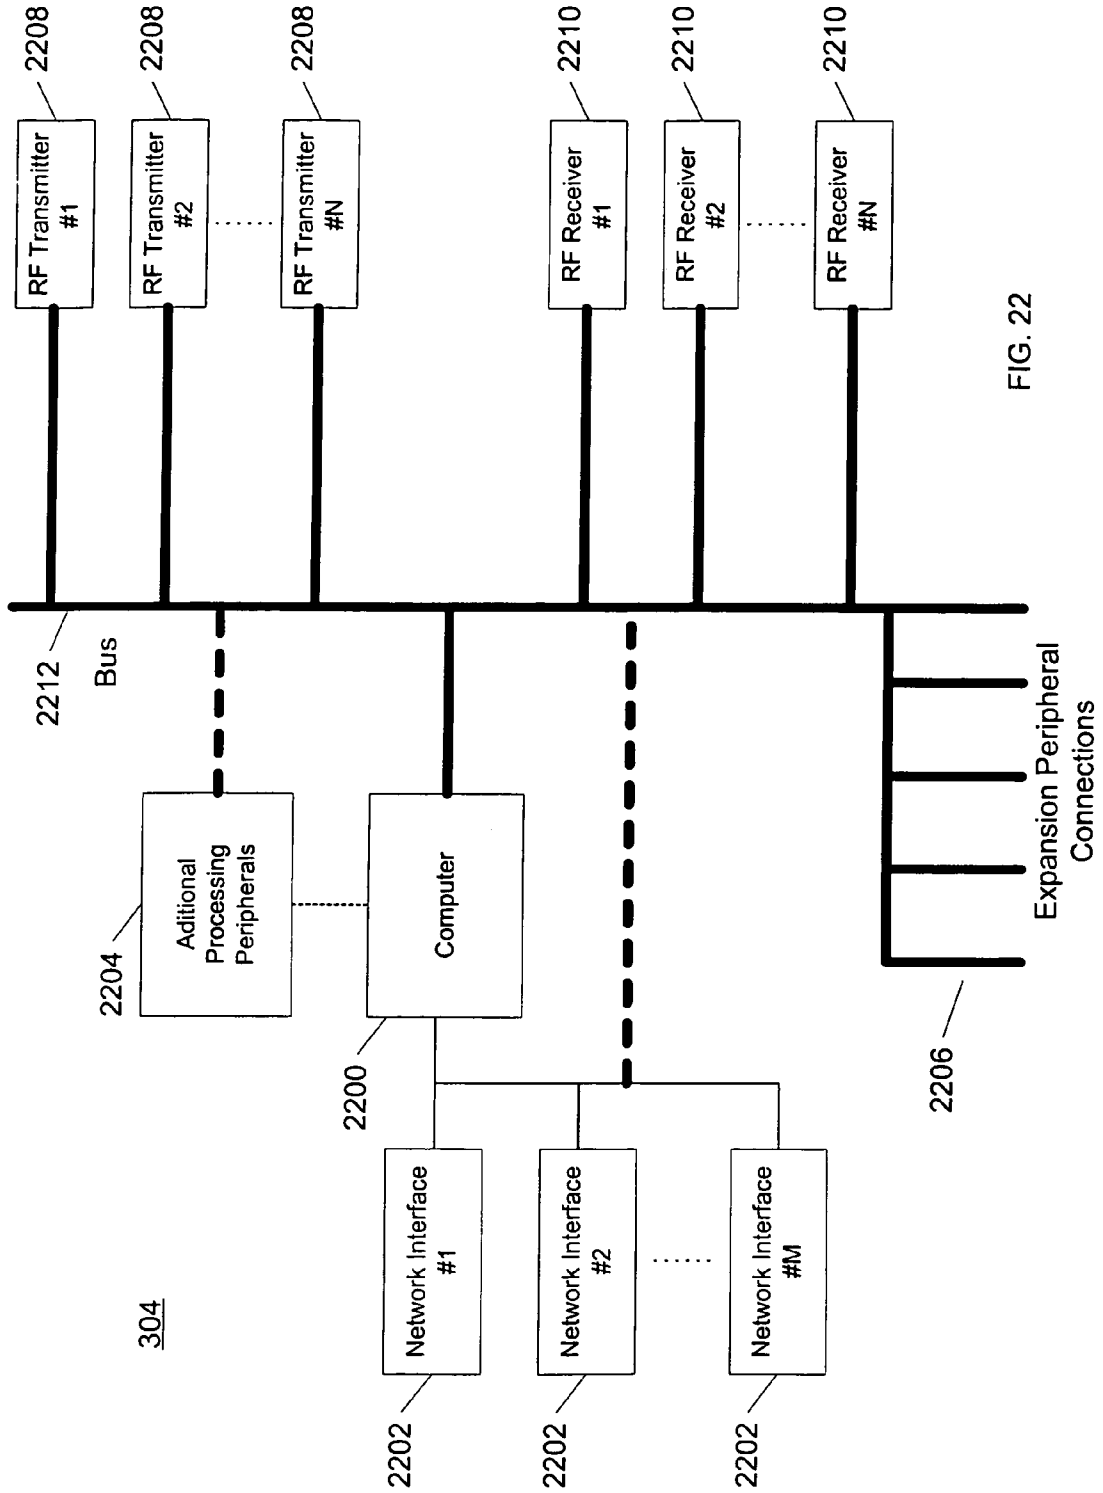 304
2202
Network Interface
#1
2202
Network Interface
#2
2202
Network Interface
#M
2204
Aditional
Processing
Peripherals
2200
Computer
2206
Expansion Peripheral
Connections
2212
Bus
RF Transmitter
#1
2208
RF Transmitter
#2
2208
RF Transmitter
#N
2208
RF Receiver
#1
2210
RF Receiver
#2
2210
RF Receiver
#N
2210
FIG. 22